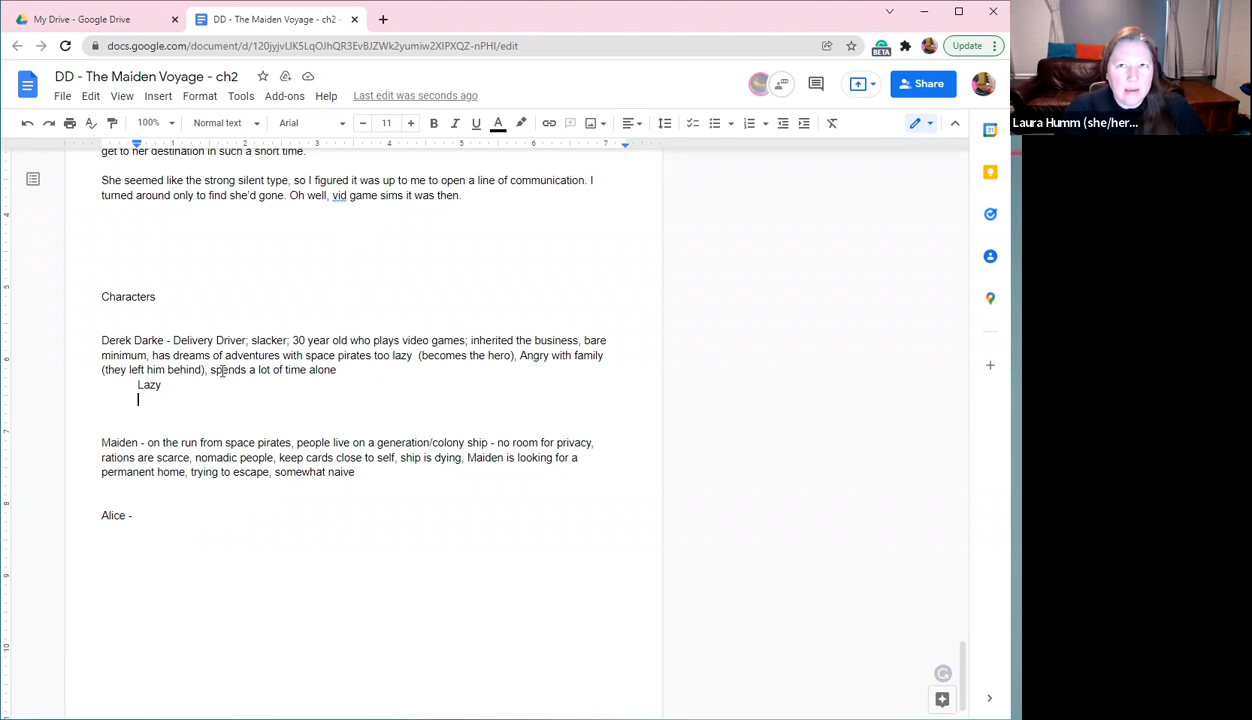 My Drive - Google Drive
DD - The Maiden Voyage - ch2 -
docs.google.com/document/d/120jyjvLIK5LqOJhQR3EvBJZWk2yumiw2XIPXQZ-nPHI/edit
BETA
Update
DD - The Maiden Voyage - ch2
File Edit View Insert Format Tools Add-ons Help Last edit was seconds ago
Share
100% Normal text Arial 11
Laura Humm (she/her...
1 2 3 4 5 6 7
get to her destination in such a short time.
She seemed like the strong silent type, so I figured it was up to me to open a line of communication. I
turned around only to find she'd gone. Oh well, vid game sims it was then.
Characters
Derek Darke - Delivery Driver; slacker; 30 year old who plays video games; inherited the business, bare
minimum, has dreams of adventures with space pirates too lazy (becomes the hero), Angry with family
(they left him behind), spends a lot of time alone
Lazy
Maiden - on the run from space pirates, people live on a generation/colony ship - no room for privacy,
rations are scarce, nomadic people, keep cards close to self, ship is dying, Maiden is looking for a
permanent home, trying to escape, somewhat naive
Alice -